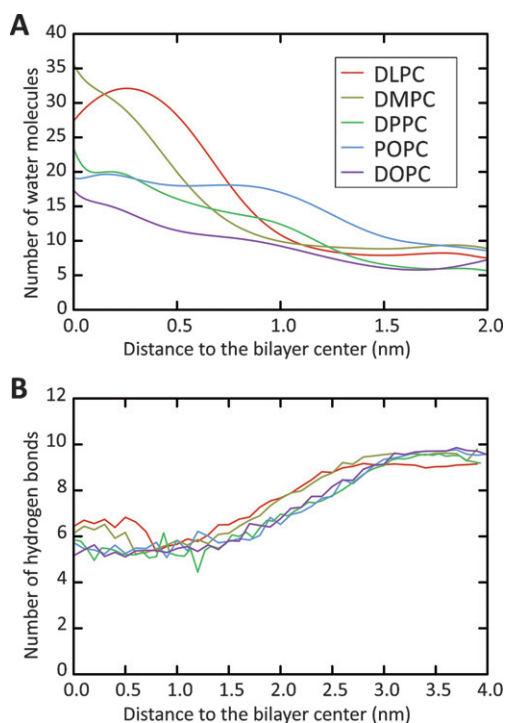 A
Number of water molecules
40
35
30
25
20
15
10
5
0
DLPC
DMPC
DPPC
POPC
DOPC
0.0 0.5 1.0 1.5 2.0
Distance to the bilayer center (nm)
B
Number of hydrogen bonds
12
10
8
6
4
2
0
0.0 0.5 1.0 1.5 2.0 2.5 3.0 3.5 4.0
Distance to the bilayer center (nm)